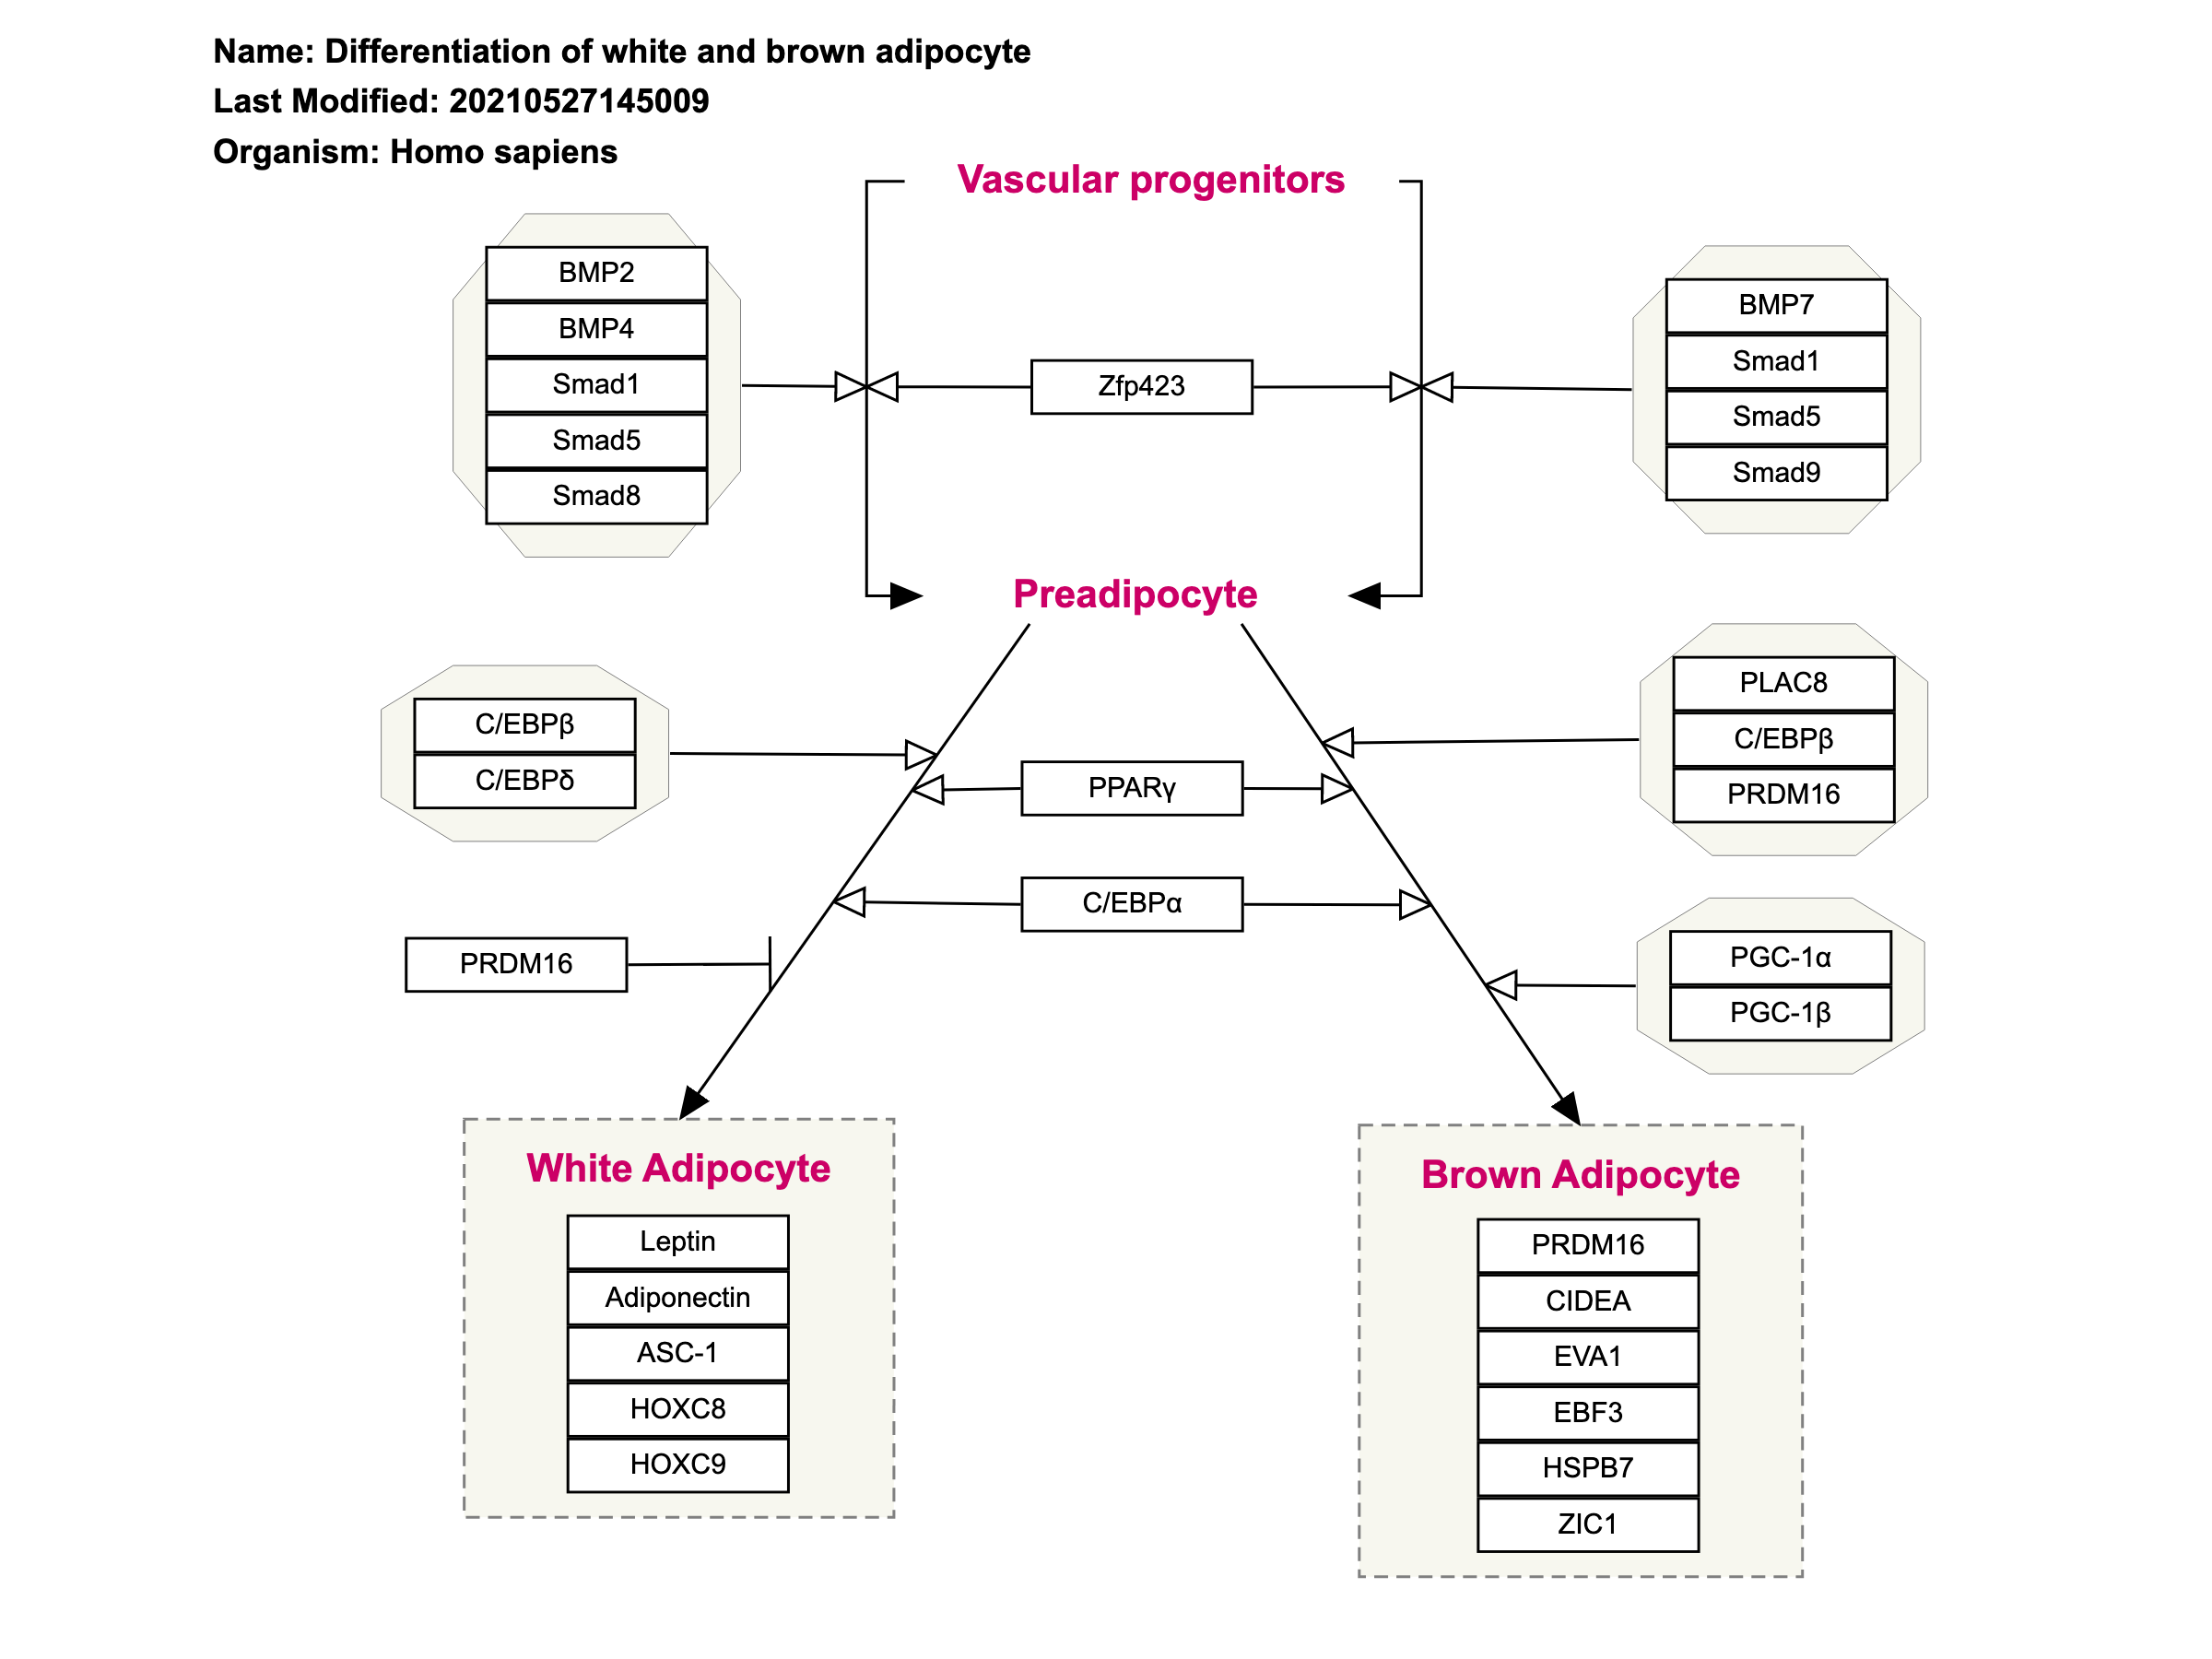 Name: Differentiation of white and brown adipocyte
Last Modified: 20210527145009
Organism: Homo sapiens
Vascular progenitors
BMP2
BMP4
Smad1
Smad5
Smad8
Zfp423
BMP7
Smad1
Smad5
Smad9
Preadipocyte
C/EBPβ
C/EBPδ
PPARγ
C/EBPα
PLAC8
C/EBPβ
PRDM16
PRDM16
PGC-1α
PGC-1β
White Adipocyte
Leptin
Adiponectin
ASC-1
HOXC8
HOXC9
Brown Adipocyte
PRDM16
CIDEA
EVA1
EBF3
HSPB7
ZIC1